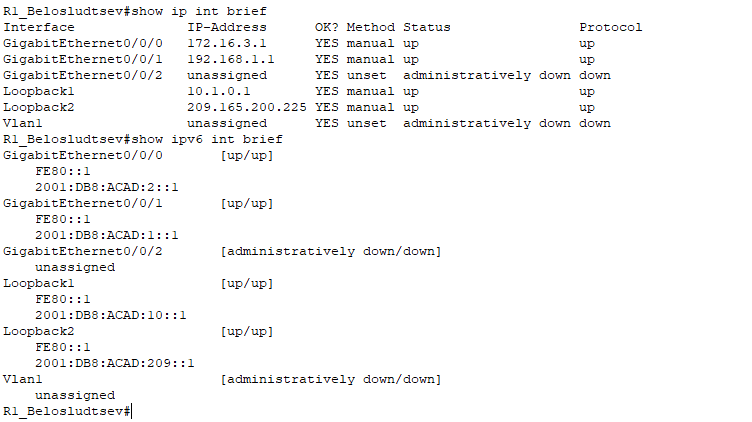 R1_Belosludtsev#show ip int brief
Interface IP-Address OK? Method Status Protocol
GigabitEthernet0/0/0 172.16.3.1 YES manual up up
GigabitEthernet0/0/1 192.168.1.1 YES manual up up
GigabitEthernet0/0/2 unassigned YES unset administratively down down
Loopback1 10.1.0.1 YES manual up up
Loopback2 209.165.200.225 YES manual up up
Vlan1 unassigned YES unset administratively down down
R1_Belosludtsev#show ipv6 int brief
GigabitEthernet0/0/0 [up/up]
FE80::1
2001:DB8:ACAD:2::1
GigabitEthernet0/0/1 [up/up]
FE80::1
2001:DB8:ACAD:1::1
GigabitEthernet0/0/2 [administratively down/down]
unassigned
Loopback1 [up/up]
FE80::1
2001:DB8:ACAD:10::1
Loopback2 [up/up]
FE80::1
2001:DB8:ACAD:209::1
Vlan1 [administratively down/down]
unassigned
R1_Belosludtsev#